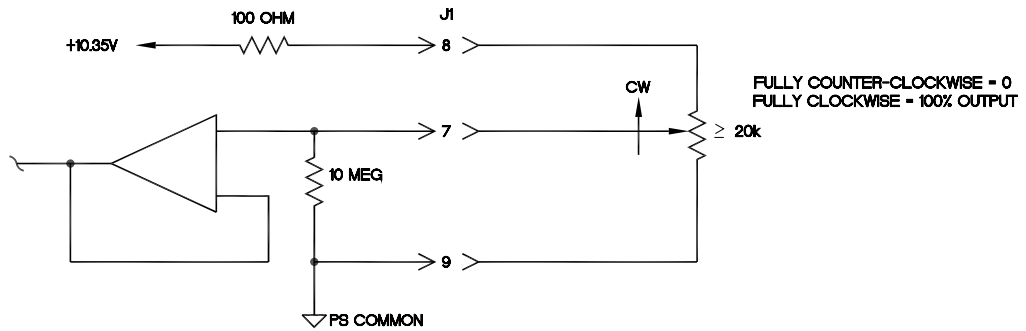 J1
100 OHM
+10.35V
8
FULLY COUNTER-CLOCKWISE = 0
CW
FULLY CLOCKWISE = 100% OUTPUT
7
≥ 20k
10 MEG
9
PS COMMON